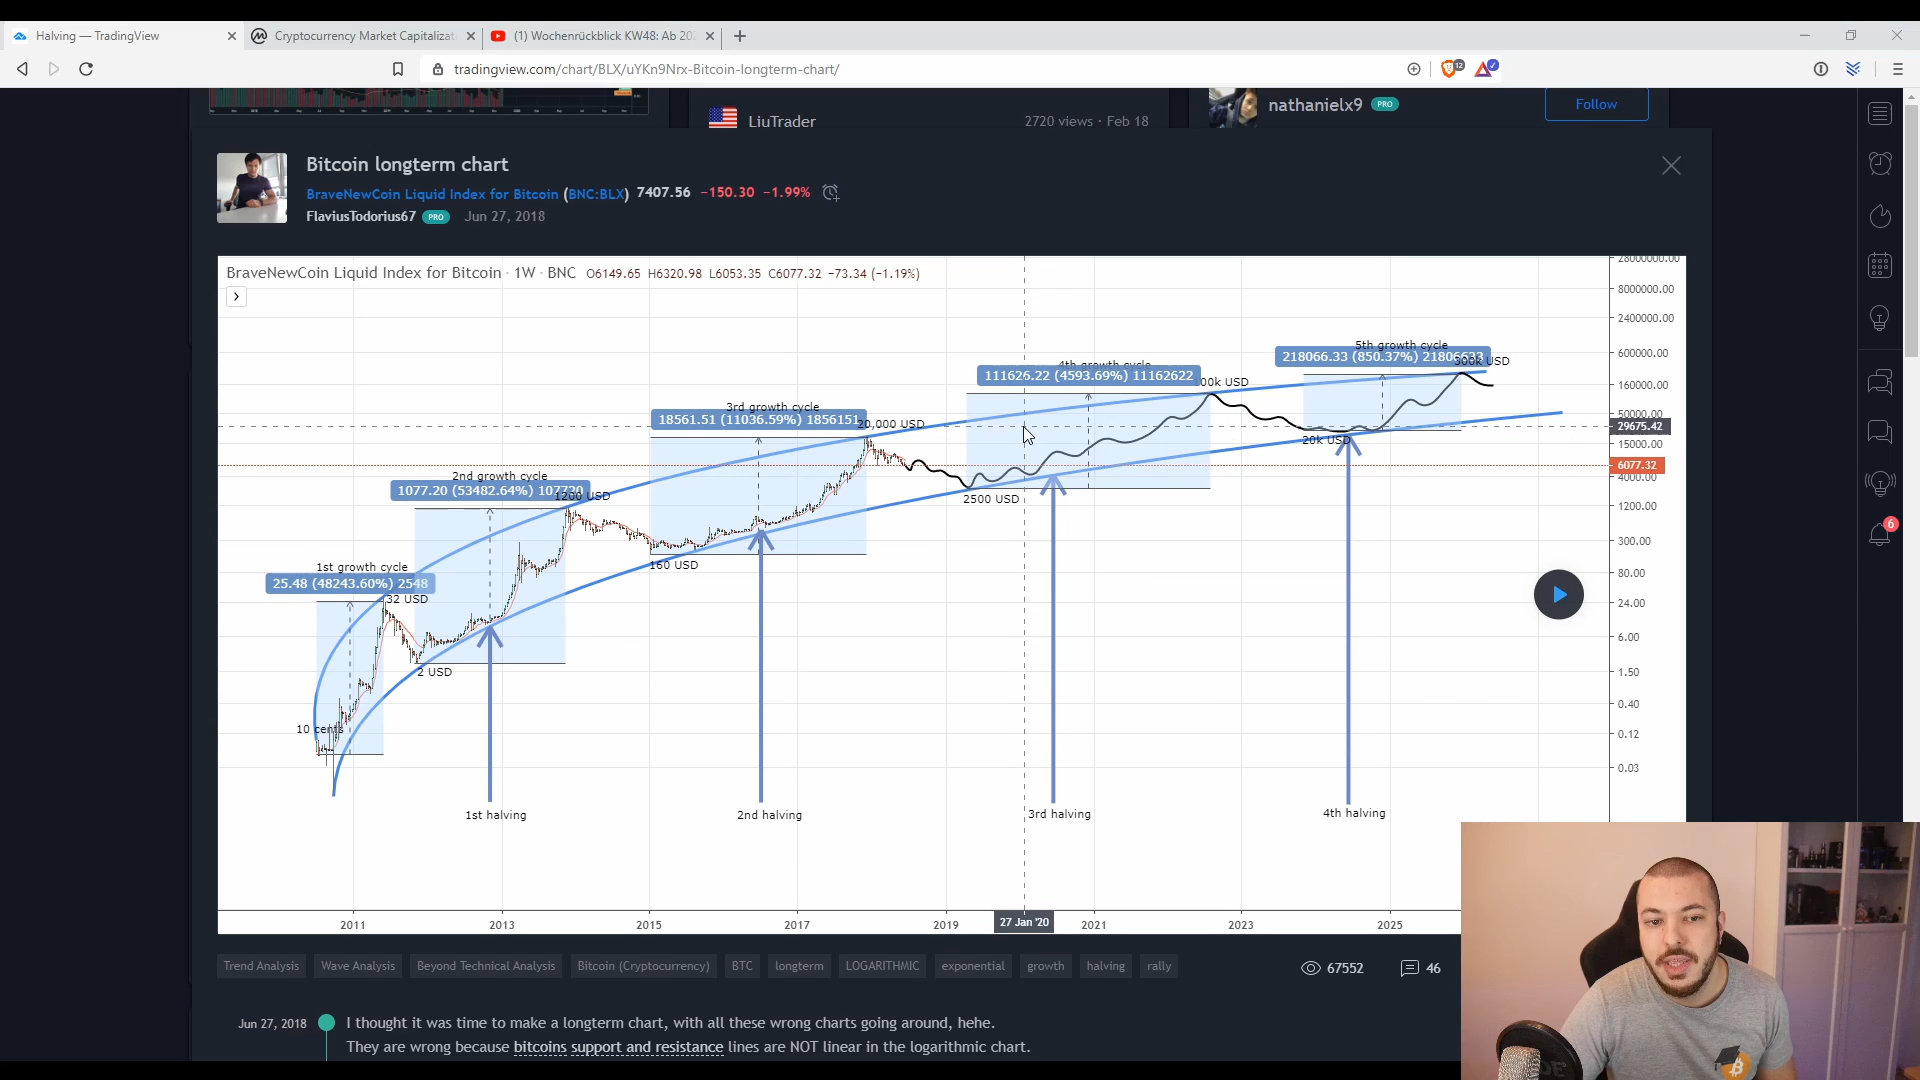 Halving — TradingView
Cryptocurrency Market Capitalizat
(1) Wochenrückblick KW48: Ab 202
tradingview.com/chart/BLX/uYKn9Nrx-Bitcoin-longterm-chart/
12
LiuTrader
2720 views · Feb 18
nathanielx9 PRO
Follow
Bitcoin longterm chart
BraveNewCoin Liquid Index for Bitcoin (BNC:BLX) 7407.56 −150.30 −1.99%
FlaviusTodorius67 PRO Jun 27, 2018
BraveNewCoin Liquid Index for Bitcoin · 1W · BNC O6149.65 H6320.98 L6053.35 C6077.32 −73.34 (−1.19%)
28000000.00
8000000.00
2400000.00
600000.00
160000.00
50000.00
29675.42
15000.00
6077.32
4000.00
1200.00
300.00
80.00
24.00
6.00
1.50
0.40
0.12
0.03
5th growth cycle
218066.33 (850.37%) 21806633
300k USD
4th growth cycle
111626.22 (4593.69%) 11162622
00k USD
3rd growth cycle
18561.51 (11036.59%) 1856151
20,000 USD
20k USD
2nd growth cycle
1077.20 (53482.64%) 107720
1200 USD
2500 USD
160 USD
1st growth cycle
25.48 (48243.60%) 2548
32 USD
2 USD
10 cents
1st halving
2nd halving
3rd halving
4th halving
2011
2013
2015
2017
2019
27 Jan '20
2021
2023
2025
6
Trend Analysis
Wave Analysis
Beyond Technical Analysis
Bitcoin (Cryptocurrency)
BTC
longterm
LOGARITHMIC
exponential
growth
halving
rally
67552
46
Jun 27, 2018
I thought it was time to make a longterm chart, with all these wrong charts going around, hehe.
They are wrong because bitcoins support and resistance lines are NOT linear in the logarithmic chart.